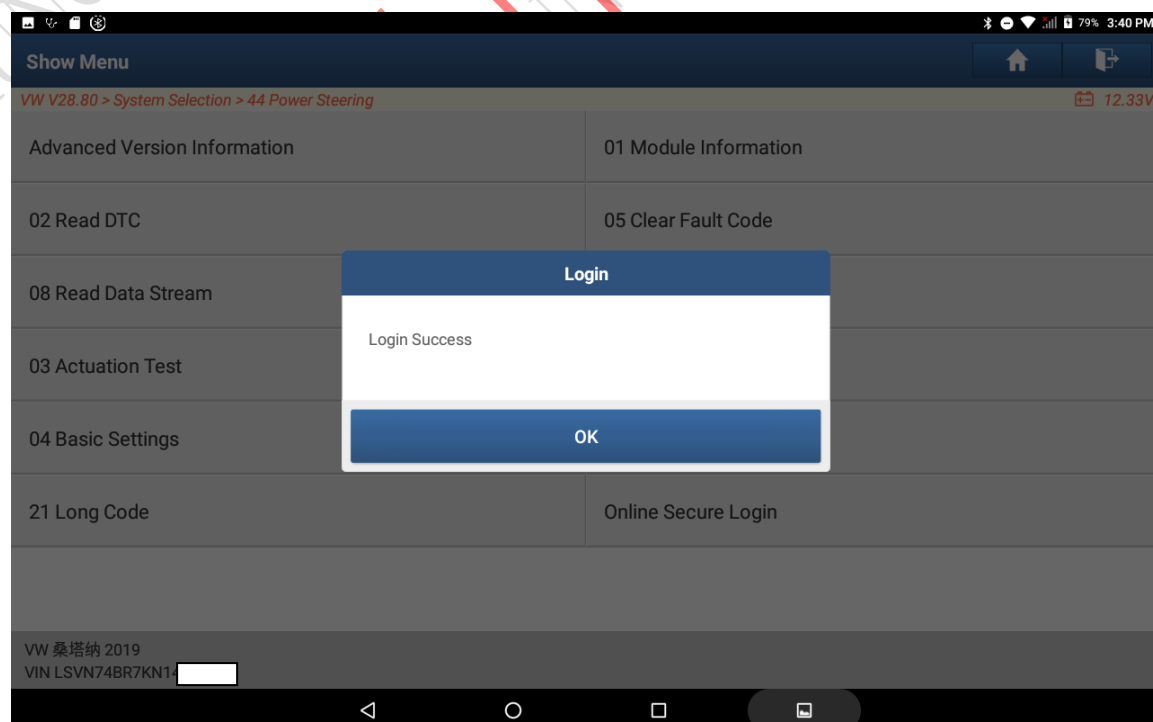 79% 3:40 PM
Show Menu
VW V28.80 > System Selection > 44 Power Steering
12.33V
Advanced Version Information
01 Module Information
02 Read DTC
05 Clear Fault Code
08 Read Data Stream
03 Actuation Test
04 Basic Settings
21 Long Code
Online Secure Login
Login
Login Success
OK
VW 桑塔纳 2019
VIN LSVN74BR7KN14